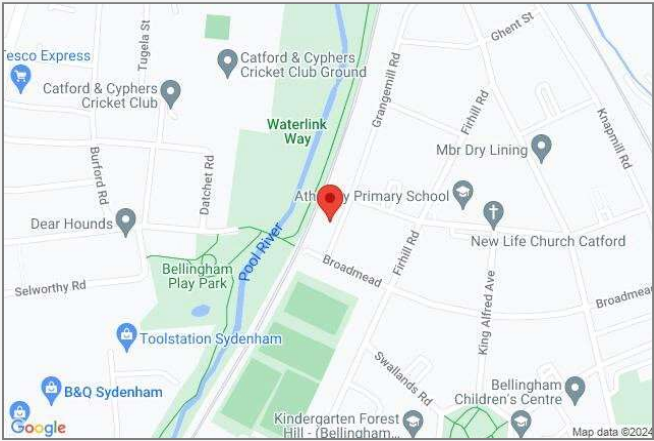 Ghent St
Tugela St
esco Express
Catford & Cyphers
Cricket Club Ground
Grangemill Rd
Catford & Cyphers
Cricket Club
Firhill Rd
Knapmill Rd
Waterlink
Way
Mbr Dry Lining
Burford Rd
Datchet Rd
Primary School
Dear Hounds
New Life Church Catford
Pool River
Firhill Rd
Broadmead
Bellingham
Play Park
Selworthy Rd
King Alfred Ave
Broadmea
Toolstation Sydenham
Swallands Rd
B&Q Sydenham
Bellingham
Children's Centre
Kindergarten Forest
Hill - (Bellingham...
Google
Map data ©2024